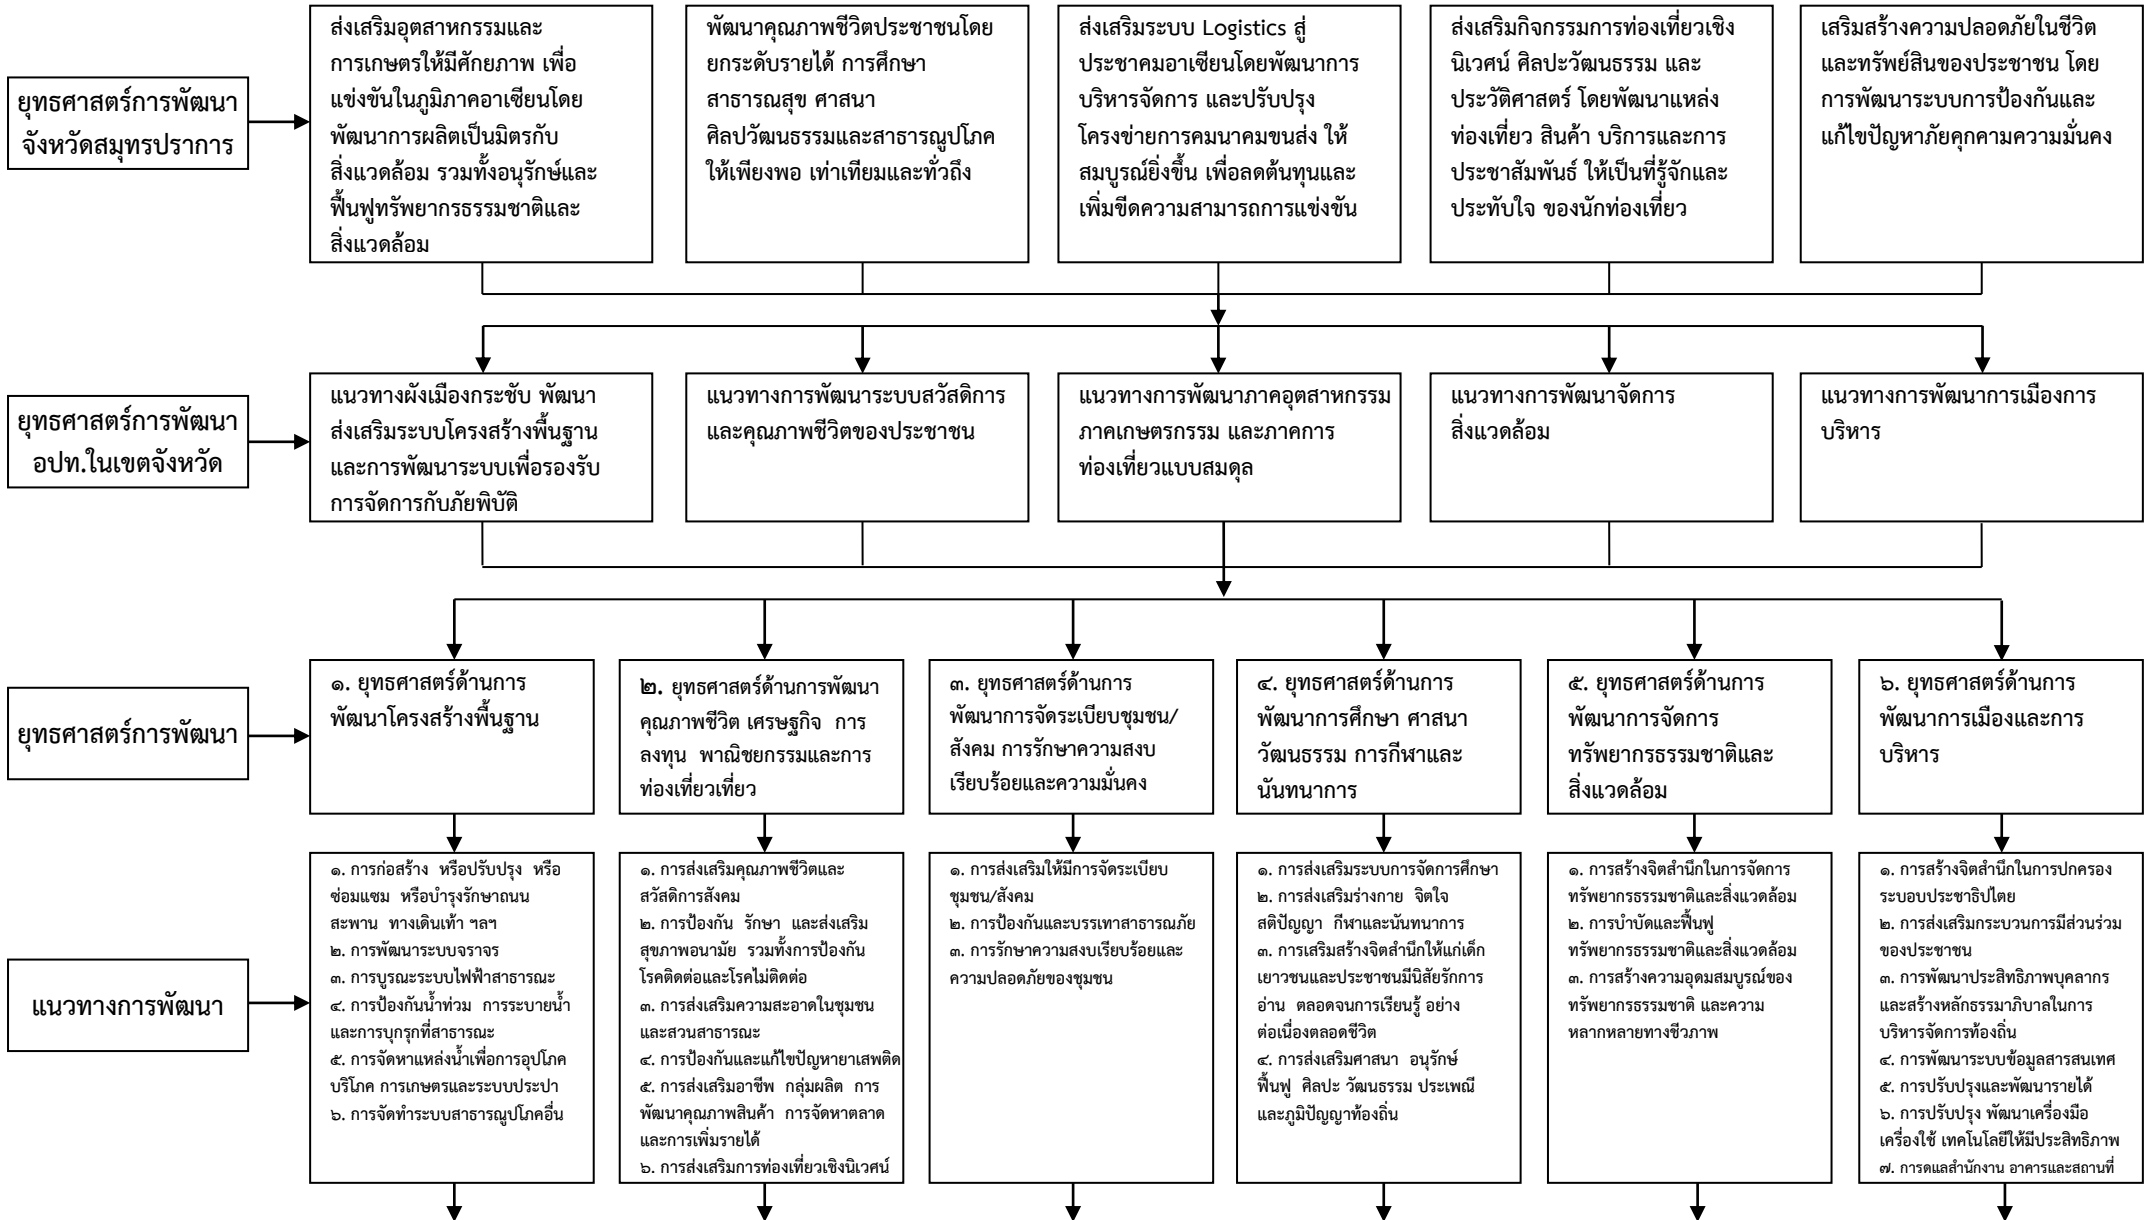 ยุทธศาสตร์การพัฒนา
จังหวัดสมุทรปราการ
ส่งเสริมอุตสาหกรรมและ
การเกษตรให้มีศักยภาพ เพื่อ
แข่งขันในภูมิภาคอาเซียนโดย
พัฒนาการผลิตเป็นมิตรกับ
สิ่งแวดล้อม รวมทั้งอนุรักษ์และ
ฟื้นฟูทรัพยากรธรรมชาติและ
สิ่งแวดล้อม
พัฒนาคุณภาพชีวิตประชาชนโดย
ยกระดับรายได้ การศึกษา
สาธารณสุข ศาสนา
ศิลปวัฒนธรรมและสาธารณูปโภค
ให้เพียงพอ เท่าเทียมและทั่วถึง
ส่งเสริมระบบ Logistics สู่
ประชาคมอาเซียนโดยพัฒนาการ
บริหารจัดการ และปรับปรุง
โครงข่ายการคมนาคมขนส่ง ให้
สมบูรณ์ยิ่งขึ้น เพื่อลดต้นทุนและ
เพิ่มขีดความสามารถการแข่งขัน
ส่งเสริมกิจกรรมการท่องเที่ยวเชิง
นิเวศน์ ศิลปะวัฒนธรรม และ
ประวัติศาสตร์ โดยพัฒนาแหล่ง
ท่องเที่ยว สินค้า บริการและการ
ประชาสัมพันธ์ ให้เป็นที่รู้จักและ
ประทับใจ ของนักท่องเที่ยว
เสริมสร้างความปลอดภัยในชีวิต
และทรัพย์สินของประชาชน โดย
การพัฒนาระบบการป้องกันและ
แก้ไขปัญหาภัยคุกคามความมั่นคง
ยุทธศาสตร์การพัฒนา
อปท.ในเขตจังหวัด
แนวทางผังเมืองกระชับ พัฒนา
ส่งเสริมระบบโครงสร้างพื้นฐาน
และการพัฒนาระบบเพื่อรองรับ
การจัดการกับภัยพิบัติ
แนวทางการพัฒนาระบบสวัสดิการ
และคุณภาพชีวิตของประชาชน
แนวทางการพัฒนาภาคอุตสาหกรรม
ภาคเกษตรกรรม และภาคการ
ท่องเที่ยวแบบสมดุล
แนวทางการพัฒนาจัดการ
สิ่งแวดล้อม
แนวทางการพัฒนาการเมืองการ
บริหาร
ยุทธศาสตร์การพัฒนา
๑. ยุทธศาสตร์ด้านการ
พัฒนาโครงสร้างพื้นฐาน
๒. ยุทธศาสตร์ด้านการพัฒนา
คุณภาพชีวิต เศรษฐกิจ การ
ลงทุน พาณิชยกรรมและการ
ท่องเที่ยวเที่ยว
๓. ยุทธศาสตร์ด้านการ
พัฒนาการจัดระเบียบชุมชน/
สังคม การรักษาความสงบ
เรียบร้อยและความมั่นคง
๔. ยุทธศาสตร์ด้านการ
พัฒนาการศึกษา ศาสนา
วัฒนธรรม การกีฬาและ
นันทนาการ
๕. ยุทธศาสตร์ด้านการ
พัฒนาการจัดการ
ทรัพยากรธรรมชาติและ
สิ่งแวดล้อม
๖. ยุทธศาสตร์ด้านการ
พัฒนาการเมืองและการ
บริหาร
แนวทางการพัฒนา
๑. การก่อสร้าง หรือปรับปรุง หรือ
ซ่อมแซม หรือบำรุงรักษาถนน
สะพาน ทางเดินเท้า ฯลฯ
๒. การพัฒนาระบบจราจร
๓. การบูรณะระบบไฟฟ้าสาธารณะ
๔. การป้องกันน้ำท่วม การระบายน้ำ
และการบุกรุกที่สาธารณะ
๕. การจัดหาแหล่งน้ำเพื่อการอุปโภค
บริโภค การเกษตรและระบบประปา
๖. การจัดทำระบบสาธารณูปโภคอื่น
๑. การส่งเสริมคุณภาพชีวิตและ
สวัสดิการสังคม
๒. การป้องกัน รักษา และส่งเสริม
สุขภาพอนามัย รวมทั้งการป้องกัน
โรคติดต่อและโรคไม่ติดต่อ
๓. การส่งเสริมความสะอาดในชุมชน
และสวนสาธารณะ
๔. การป้องกันและแก้ไขปัญหายาเสพติด
๕. การส่งเสริมอาชีพ กลุ่มผลิต การ
พัฒนาคุณภาพสินค้า การจัดหาตลาด
และการเพิ่มรายได้
๖. การส่งเสริมการท่องเที่ยวเชิงนิเวศน์
๑. การส่งเสริมให้มีการจัดระเบียบ
ชุมชน/สังคม
๒. การป้องกันและบรรเทาสาธารณภัย
๓. การรักษาความสงบเรียบร้อยและ
ความปลอดภัยของชุมชน
๑. การส่งเสริมระบบการจัดการศึกษา
๒. การส่งเสริมร่างกาย จิตใจ
สติปัญญา กีฬาและนันทนาการ
๓. การเสริมสร้างจิตสำนึกให้แก่เด็ก
เยาวชนและประชาชนมีนิสัยรักการ
อ่าน ตลอดจนการเรียนรู้ อย่าง
ต่อเนื่องตลอดชีวิต
๔. การส่งเสริมศาสนา อนุรักษ์
ฟื้นฟู ศิลปะ วัฒนธรรม ประเพณี
และภูมิปัญญาท้องถิ่น
๑. การสร้างจิตสำนึกในการจัดการ
ทรัพยากรธรรมชาติและสิ่งแวดล้อม
๒. การบำบัดและฟื้นฟู
ทรัพยากรธรรมชาติและสิ่งแวดล้อม
๓. การสร้างความอุดมสมบูรณ์ของ
ทรัพยากรธรรมชาติ และความ
หลากหลายทางชีวภาพ
๑. การสร้างจิตสำนึกในการปกครอง
ระบอบประชาธิปไตย
๒. การส่งเสริมกระบวนการมีส่วนร่วม
ของประชาชน
๓. การพัฒนาประสิทธิภาพบุคลากร
และสร้างหลักธรรมาภิบาลในการ
บริหารจัดการท้องถิ่น
๔. การพัฒนาระบบข้อมูลสารสนเทศ
๕. การปรับปรุงและพัฒนารายได้
๖. การปรับปรุง พัฒนาเครื่องมือ
เครื่องใช้ เทคโนโลยีให้มีประสิทธิภาพ
๗. การดูแลสำนักงาน อาคารและสถานที่